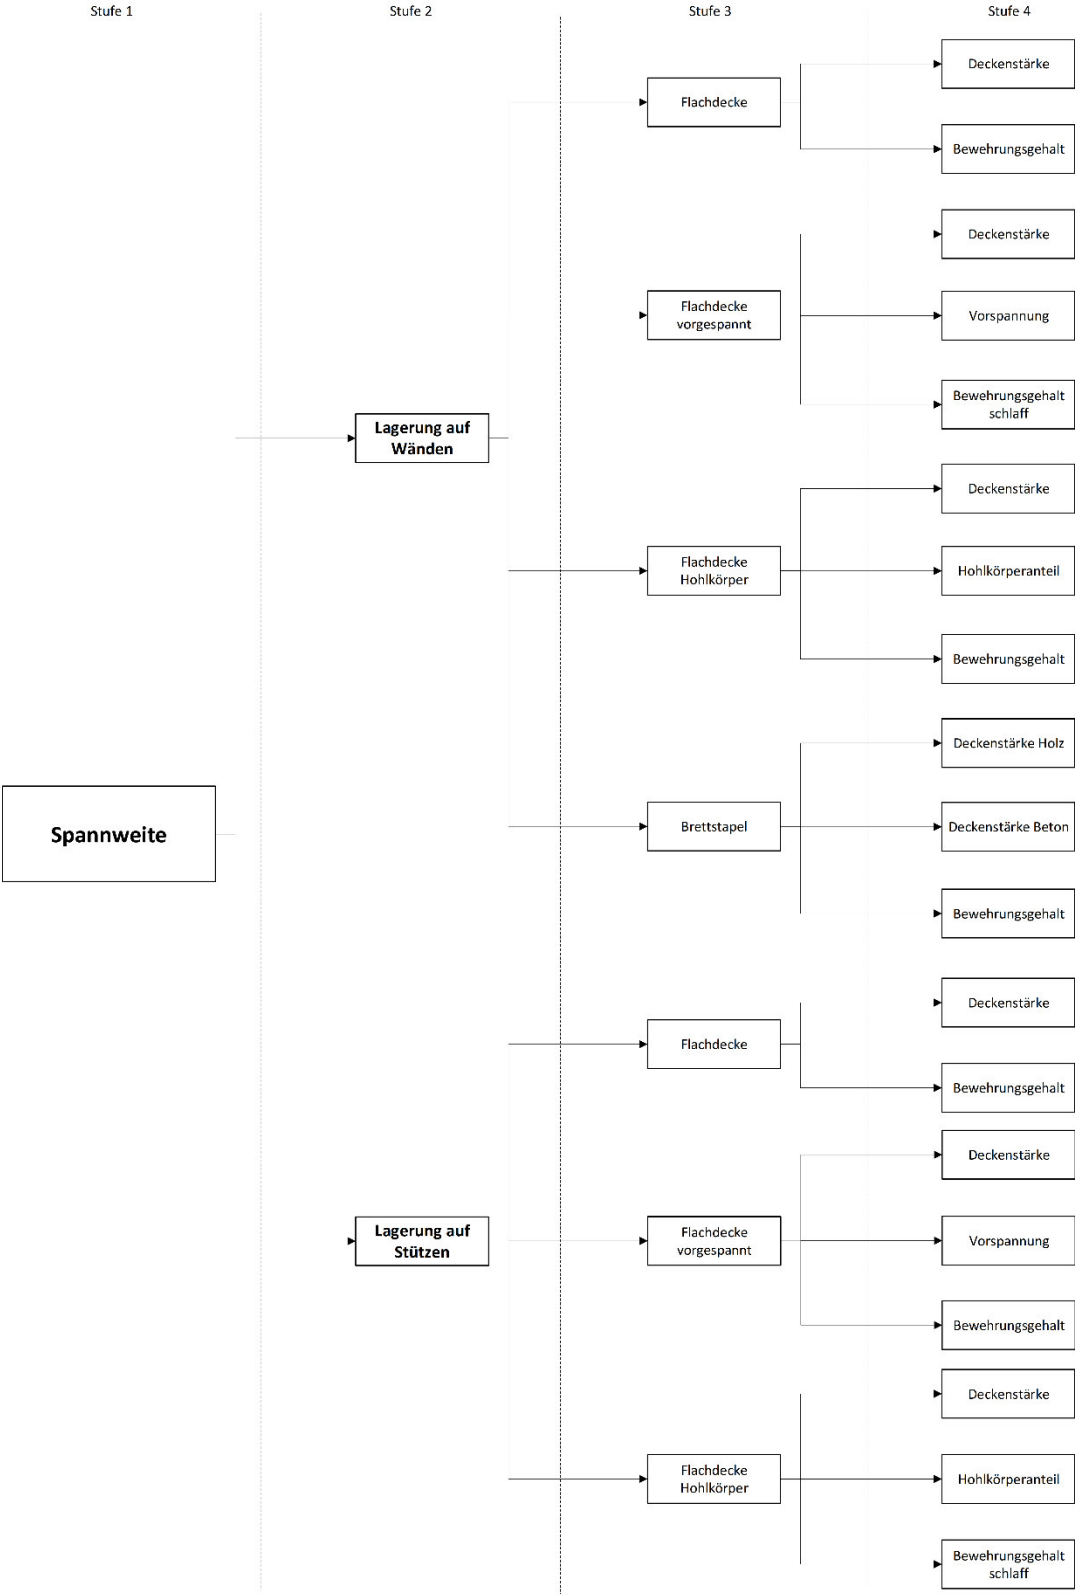 Stufe 1
Stufe 2
Stufe 3
Stufe 4
Spannweite
Lagerung auf
Wänden
Flachdecke
Deckenstärke
Bewehrungsgehalt
Flachdecke
vorgespannt
Deckenstärke
Vorspannung
Bewehrungsgehalt
schlaff
Flachdecke
Hohlkörper
Deckenstärke
Hohlkörperanteil
Bewehrungsgehalt
Brettstapel
Deckenstärke Holz
Deckenstärke Beton
Bewehrungsgehalt
Lagerung auf
Stützen
Flachdecke
Deckenstärke
Bewehrungsgehalt
Flachdecke
vorgespannt
Deckenstärke
Vorspannung
Bewehrungsgehalt
Flachdecke
Hohlkörper
Deckenstärke
Hohlkörperanteil
Bewehrungsgehalt
schlaff